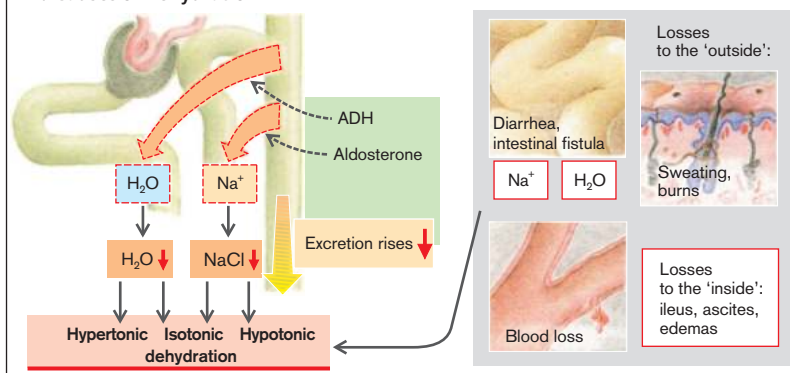 ADH
Aldosterone
H₂O
Na⁺
Excretion rises
H₂O
NaCl
Hypertonic Isotonic Hypotonic
dehydration
Losses
to the ‘outside’:
Diarrhea,
intestinal fistula
Na⁺
H₂O
Sweating,
burns
Blood loss
Losses
to the ‘inside’:
ileus, ascites,
edemas